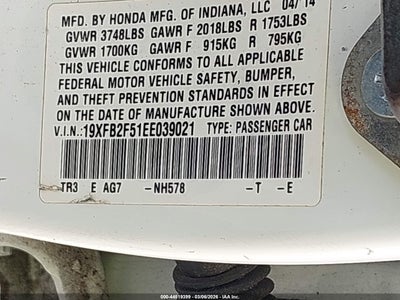 MFD. BY HONDA MFG. OF INDIANA, LLC 04/14
GVWR 3748LBS GAWR F 2018LBS R 1753LBS
GVWR 1700KG GAWR F 915KG R 795KG
THIS VEHICLE CONFORMS TO ALL APPLICABLE
FEDERAL MOTOR VEHICLE SAFETY, BUMPER,
AND THEFT PREVENTION STANDARDS IN EFFECT
ON THE DATE OF MANUFACTURE SHOWN ABOVE.
V.I.N.: 19XFB2F51EE039021 TYPE: PASSENGER CAR
TR3 E AG7 -NH578 -T -E
000-44919399 - 03/06/2026 - IAA Inc.